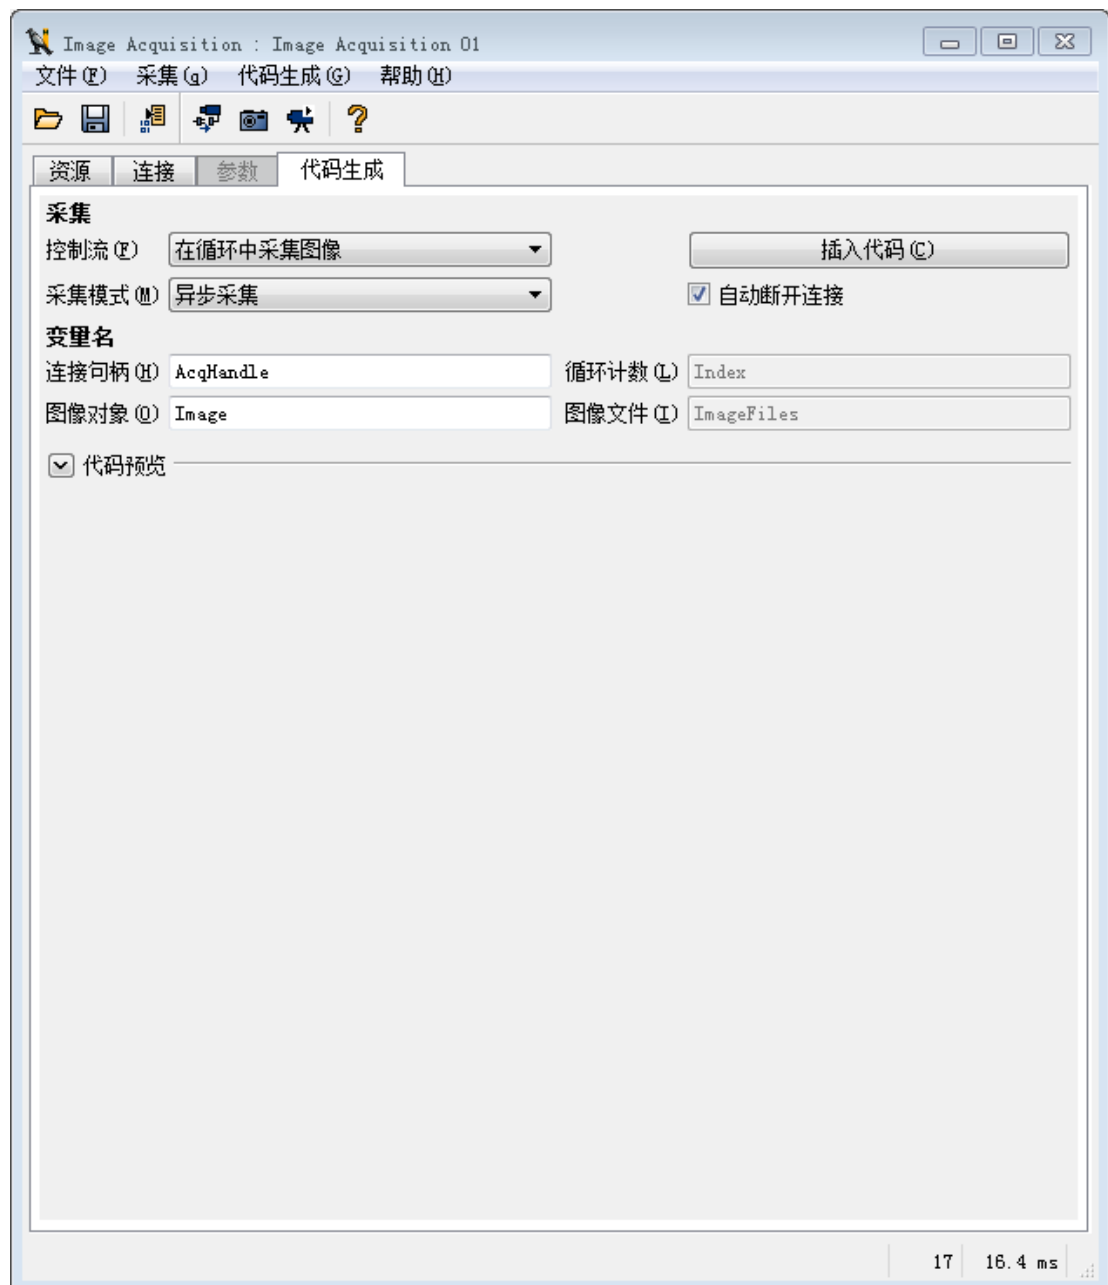 Image Acquisition : Image Acquisition 01
文件(F) 采集(q) 代码生成(G) 帮助(H)
资源 连接 参数 代码生成
采集
控制流(F) 在循环中采集图像 插入代码(C)
采集模式(M) 异步采集 自动断开连接
变量名
连接句柄(H) AcqHandle 循环计数(L) Index
图像对象(O) Image 图像文件(I) ImageFiles
代码预览
17 16.4 ms